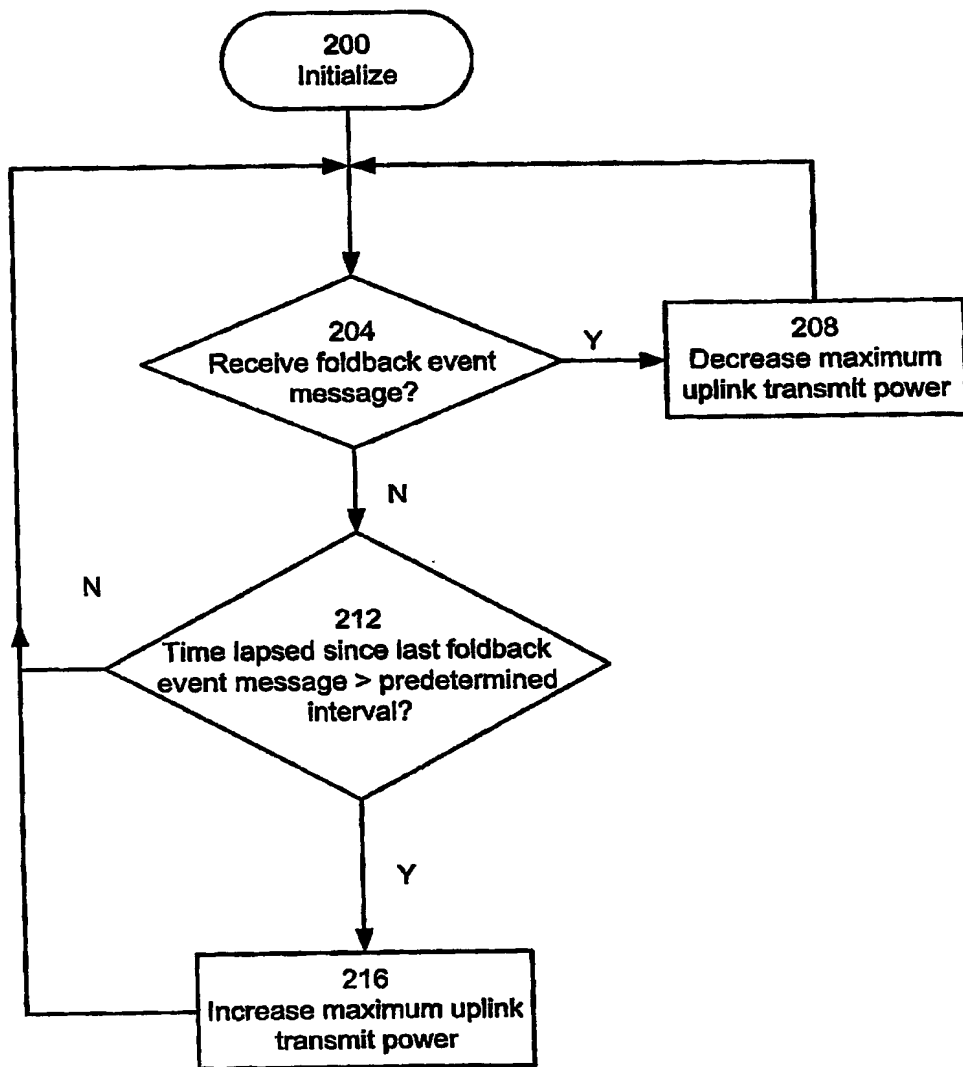 200
Initialize
204
Receive foldback event
message?
Y
208
Decrease maximum
uplink transmit power
N
N
212
Time lapsed since last foldback
event message > predetermined
interval?
Y
216
Increase maximum uplink
transmit power